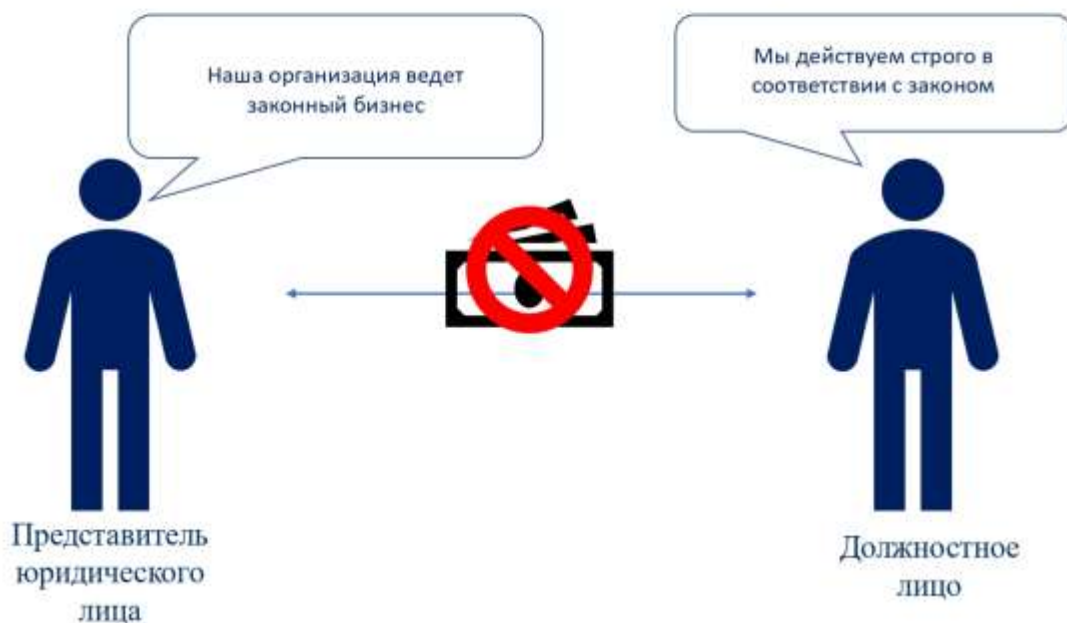 Наша организация ведет
законный бизнес
Мы действуем строго в
соответствии с законом
Представитель
юридического
лица
Должностное
лицо